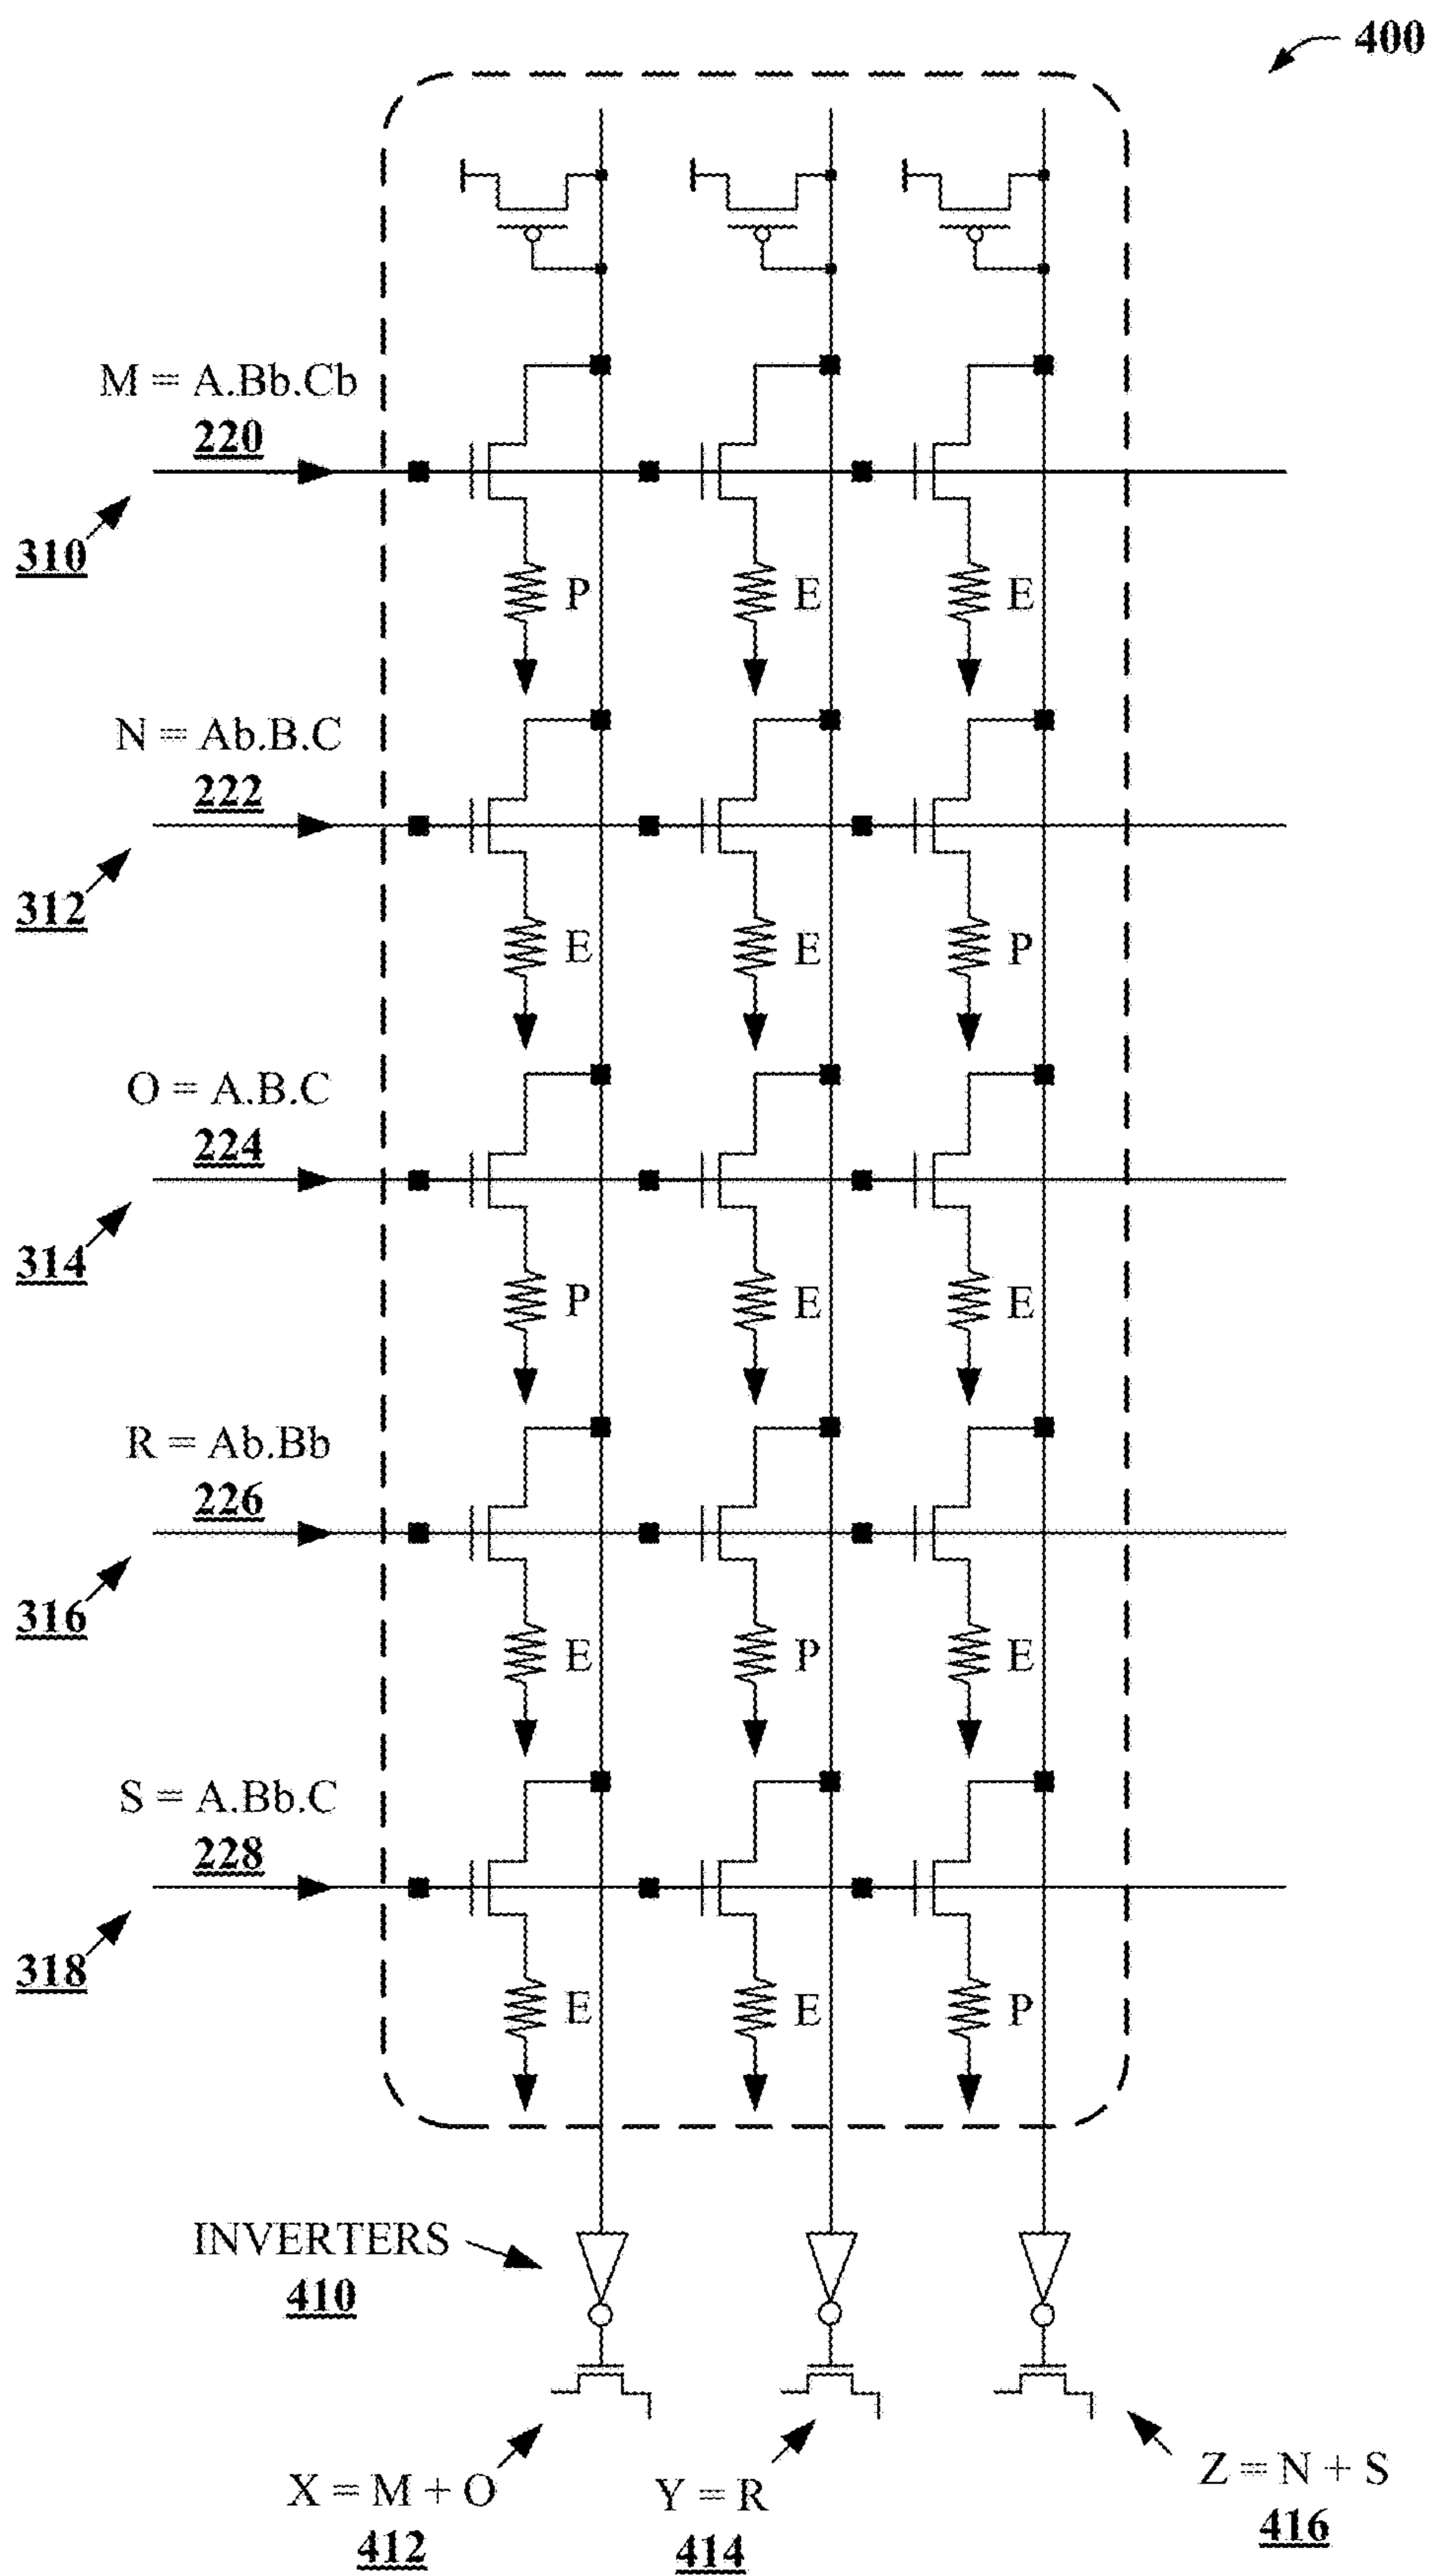 400
M = A.Bb.Cb
220
310
P E E
N = Ab.B.C
222
312
E E P
O = A.B.C
224
314
P E E
R = Ab.Bb
226
316
E P E
S = A.Bb.C
228
318
E E P
INVERTERS
410
X = M + O
412
Y = R
414
Z = N + S
416